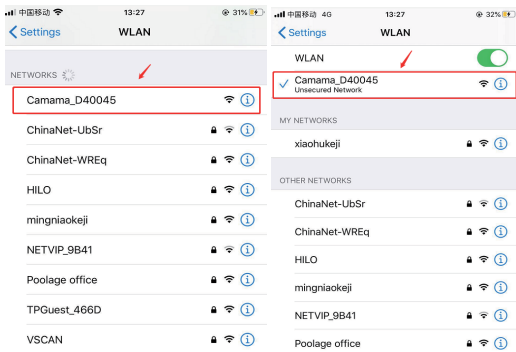 中国移动 13:27 31%
Settings WLAN
NETWORKS
Camama_D40045
ChinaNet-UbSr
ChinaNet-WREq
HILO
mingniaokeji
NETVIP_9B41
Poolage office
TPGuest_466D
VSCAN
中国移动 4G 13:27 32%
Settings WLAN
WLAN
Camama_D40045
Unsecured Network
MY NETWORKS
xiaohukeji
OTHER NETWORKS
ChinaNet-UbSr
ChinaNet-WREq
HILO
mingniaokeji
NETVIP_9B41
Poolage office